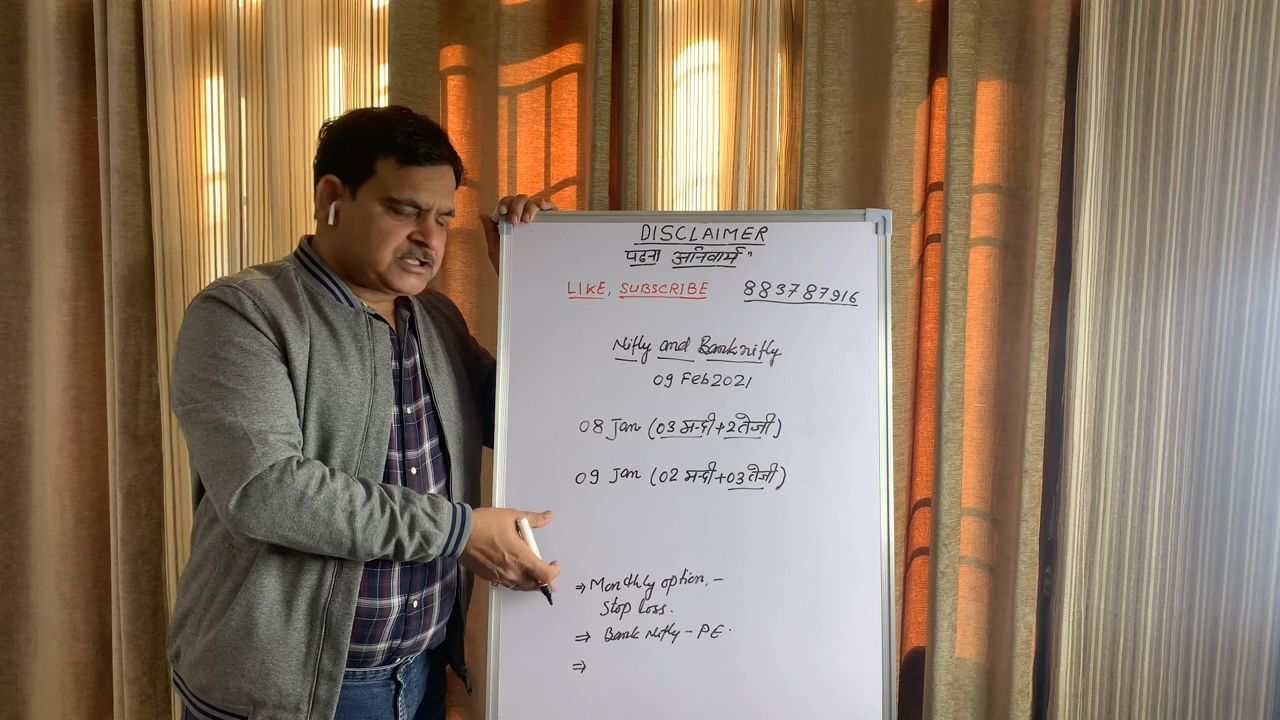 DISCLAIMER
पढना अनिवार्य"
LIKE, SUBSCRIBE 883787916
Nifty and Banknifty
09 Feb 2021
08 Jan (03 मन्दी+2 तेजी)
09 Jan (02 मन्दी+03 तेजी)
⇒ Monthly option, -
Stop loss.
⇒ Bank Nifty - PE.
⇒